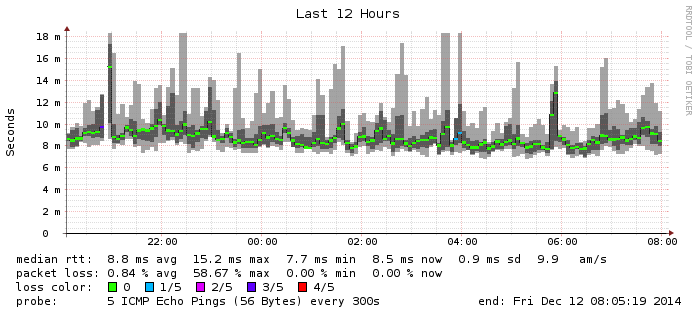 Last 12 Hours
RRDTOOL / TOBI OETIKER
Seconds
18 m
16 m
14 m
12 m
10 m
8 m
6 m
4 m
2 m
0
22:00 00:00 02:00 04:00 06:00 08:00
median rtt: 8.8 ms avg 15.2 ms max 7.7 ms min 8.5 ms now 0.9 ms sd 9.9 am/s
packet loss: 0.84 % avg 58.67 % max 0.00 % min 0.00 % now
loss color: 0 1/5 2/5 3/5 4/5
probe: 5 ICMP Echo Pings (56 Bytes) every 300s end: Fri Dec 12 08:05:19 2014